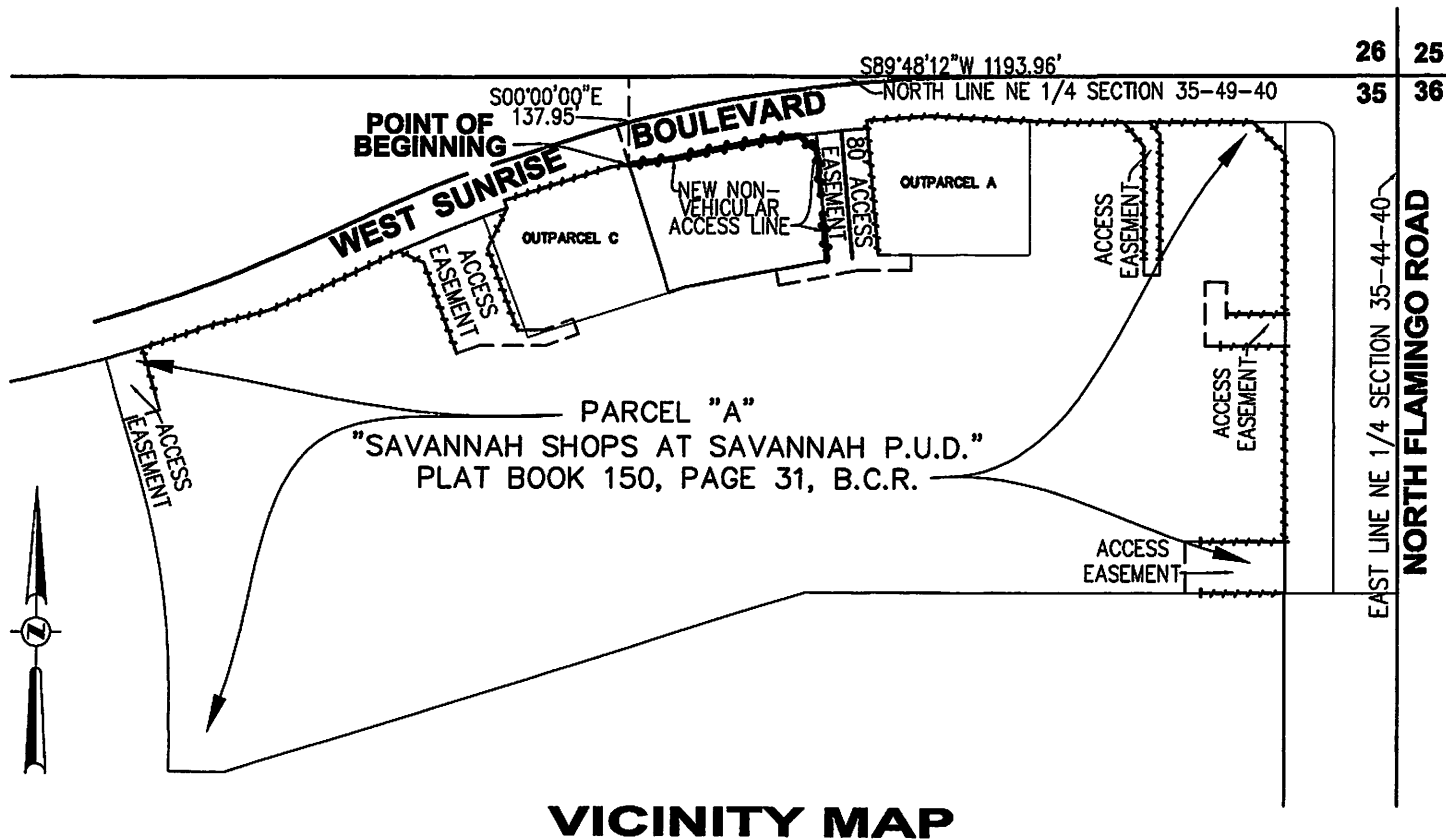 26 25
35 36
S89°48'12"W 1193.96'
NORTH LINE NE 1/4 SECTION 35-49-40
S00°00'00"E
137.95'
POINT OF
BEGINNING
WEST SUNRISE BOULEVARD
NEW NON-
VEHICULAR
ACCESS LINE
80' ACCESS
EASEMENT
OUTPARCEL A
OUTPARCEL C
ACCESS
EASEMENT
ACCESS
EASEMENT
ACCESS
EASEMENT
ACCESS
EASEMENT
ACCESS
EASEMENT
PARCEL "A"
"SAVANNAH SHOPS AT SAVANNAH P.U.D."
PLAT BOOK 150, PAGE 31, B.C.R.
EAST LINE NE 1/4 SECTION 35-44-40
NORTH FLAMINGO ROAD
N
VICINITY MAP